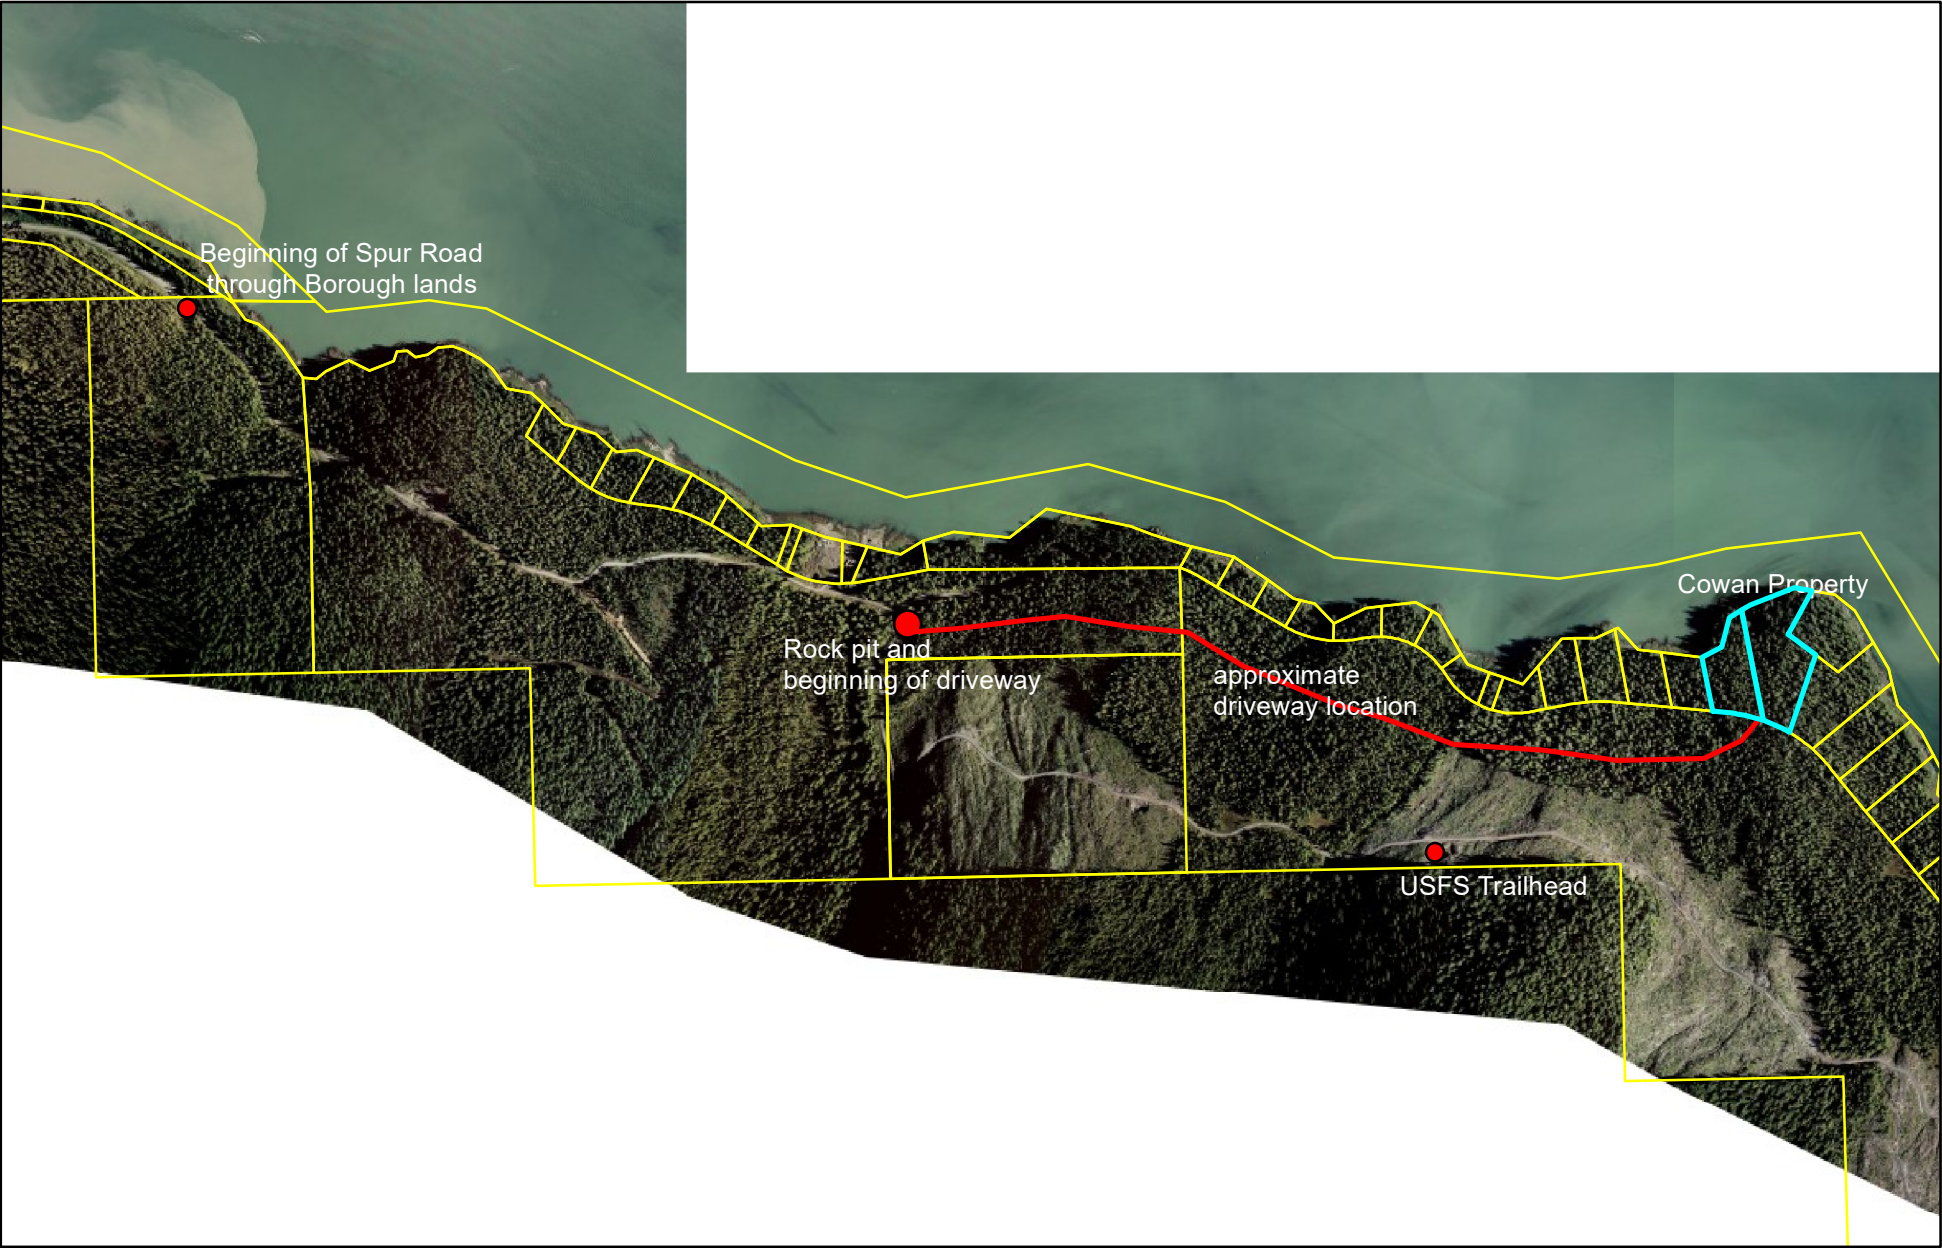 Beginning of Spur Road
through Borough lands
Cowan Property
Rock pit and
beginning of driveway
approximate
driveway location
USFS Trailhead